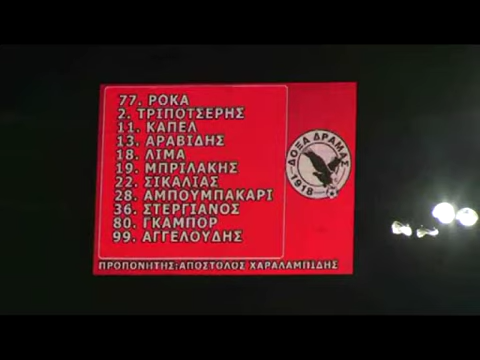 77. ΡΟΚΑ
2. ΤΡΙΠΟΤΣΕΡΗΣ
11. ΚΑΠΕΛ
13. ΑΡΑΒΙΔΗΣ
18. ΛΙΜΑ
19. ΜΠΡΙΛΑΚΗΣ
22. ΣΙΚΑΛΙΑΣ
28. ΑΜΠΟΥΜΠΑΚΑΡΙ
36. ΣΤΕΡΓΙΑΝΟΣ
80. ΓΚΑΜΠΟΡ
99. ΑΓΓΕΛΟΥΔΗΣ
ΔΟΞΑ ΔΡΑΜΑΣ
1918
ΠΡΟΠΟΝΗΤΗΣ:ΑΠΟΣΤΟΛΟΣ ΧΑΡΑΛΑΜΠΙΔΗΣ